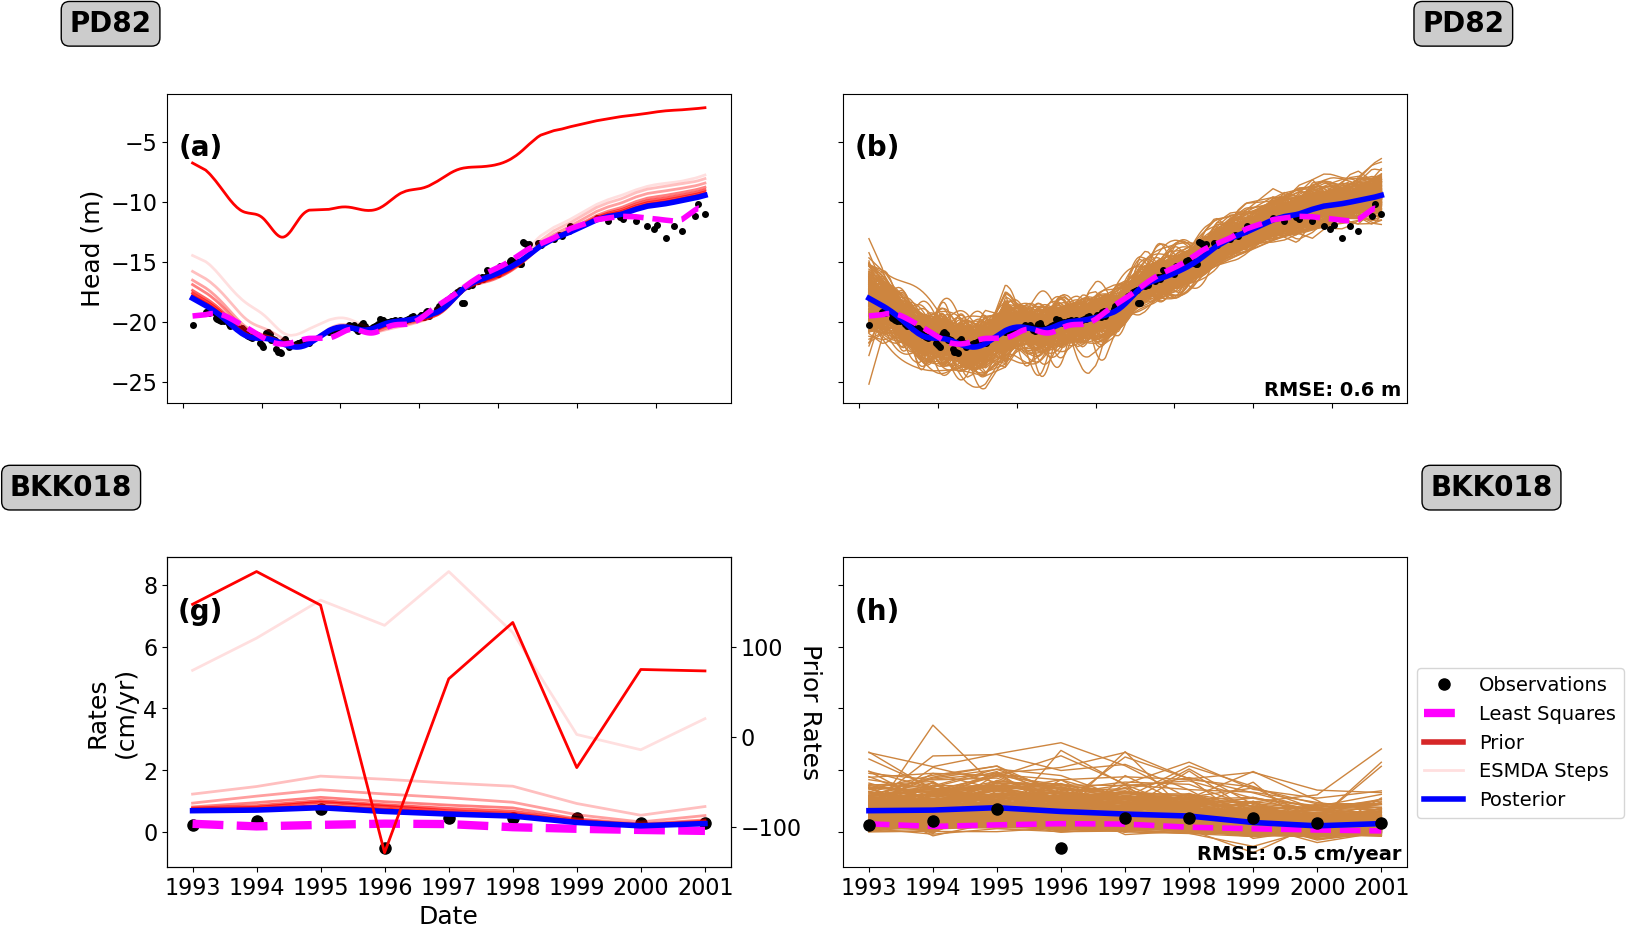 PD82
PD82
(a)
(b)
−5
−10
−15
−20
−25
Head (m)
RMSE: 0.6 m
BKK018
BKK018
(g)
(h)
8
6
4
2
0
Rates
(cm/yr)
100
0
−100
Prior Rates
Observations
Least Squares
Prior
ESMDA Steps
Posterior
RMSE: 0.5 cm/year
1993 1994 1995 1996 1997 1998 1999 2000 2001
1993 1994 1995 1996 1997 1998 1999 2000 2001
Date